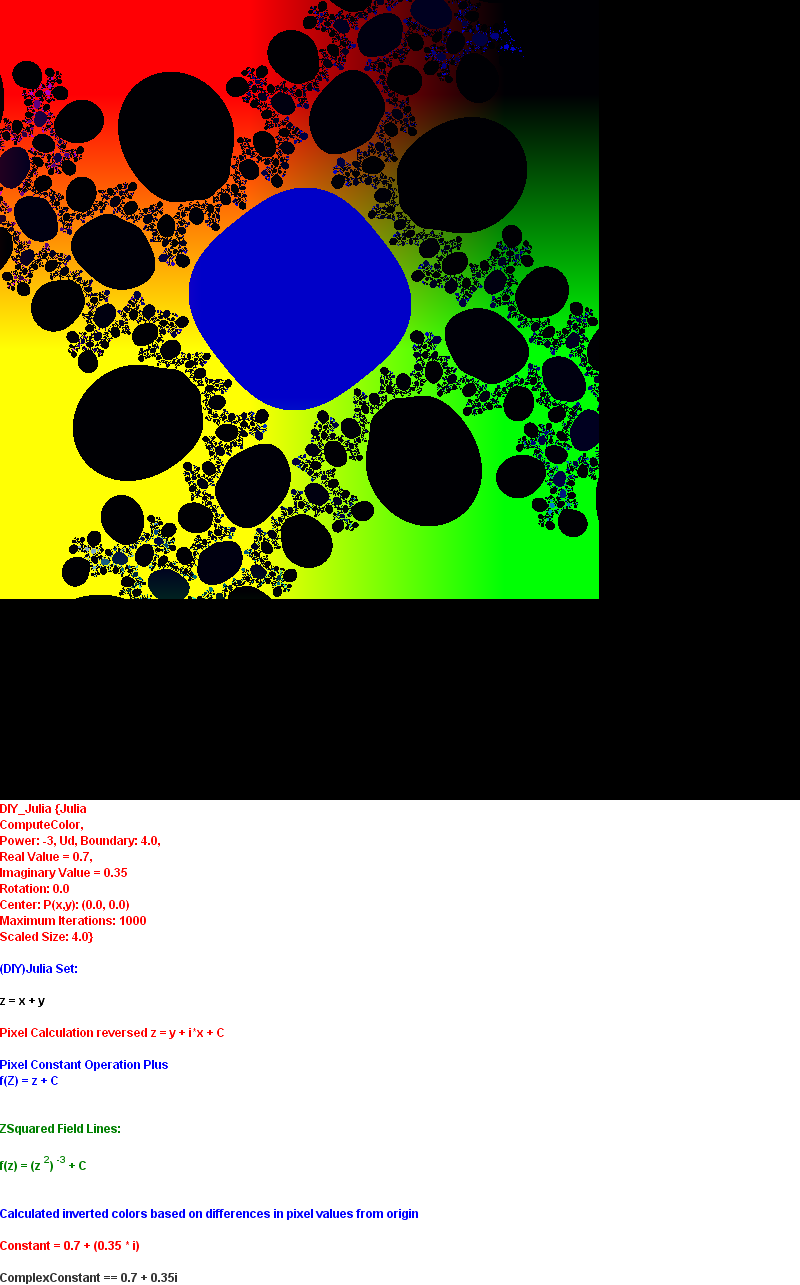 DIY_Julia {Julia
ComputeColor,
Power: -3, Ud, Boundary: 4.0,
Real Value = 0.7,
Imaginary Value = 0.35
Rotation: 0.0
Center: P(x,y): (0.0, 0.0)
Maximum Iterations: 1000
Scaled Size: 4.0}
(DIY)Julia Set:
z = x + y
Pixel Calculation reversed z = y + i*x + C
Pixel Constant Operation Plus
f(Z) = z + C
ZSquared Field Lines:
f(z) = (z ²) ⁻³ + C
Calculated inverted colors based on differences in pixel values from origin
Constant = 0.7 + (0.35 * i)
ComplexConstant == 0.7 + 0.35i